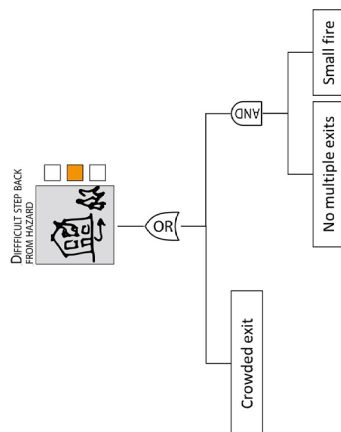 DIFFFICULT STEP BACK
FROM HAZARD
OR
AND
Crowded exit
No multiple exits
Small fire